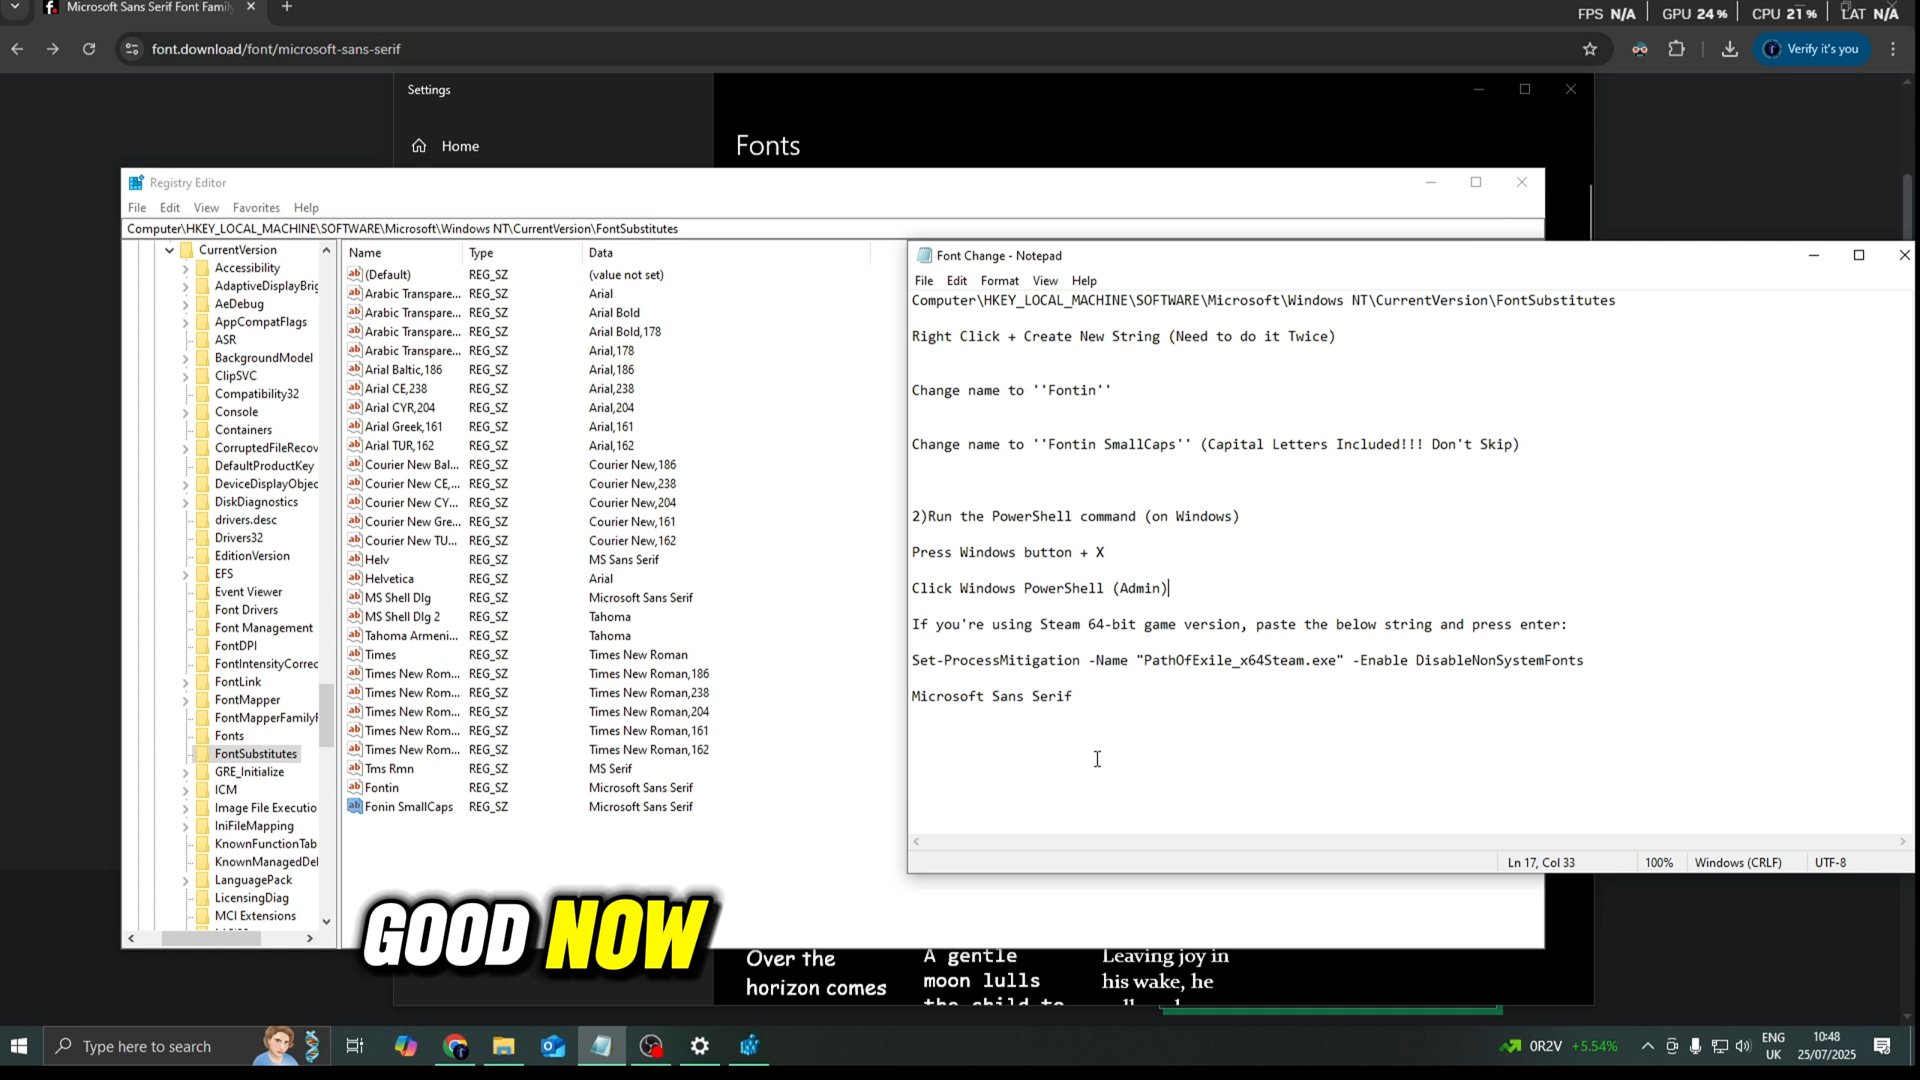 Microsoft Sans Serif Font Family
FPS N/A GPU 24% CPU 21% LAT N/A
font.download/font/microsoft-sans-serif
Verify it's you
Settings
Home
Fonts
Registry Editor
File Edit View Favorites Help
Computer\HKEY_LOCAL_MACHINE\SOFTWARE\Microsoft\Windows NT\CurrentVersion\FontSubstitutes
CurrentVersion
Accessibility
AdaptiveDisplayBrig
AeDebug
AppCompatFlags
ASR
BackgroundModel
ClipSVC
Compatibility32
Console
Containers
CorruptedFileRecov
DefaultProductKey
DeviceDisplayObjec
DiskDiagnostics
drivers.desc
Drivers32
EditionVersion
EFS
Event Viewer
Font Drivers
Font Management
FontDPI
FontIntensityCorrec
FontLink
FontMapper
FontMapperFamilyF
Fonts
FontSubstitutes
GRE_Initialize
ICM
Image File Executio
IniFileMapping
KnownFunctionTab
KnownManagedDel
LanguagePack
LicensingDiag
MCI Extensions
Name Type Data
(Default) REG_SZ (value not set)
Arabic Transpare... REG_SZ Arial
Arabic Transpare... REG_SZ Arial Bold
Arabic Transpare... REG_SZ Arial Bold,178
Arabic Transpare... REG_SZ Arial,178
Arial Baltic,186 REG_SZ Arial,186
Arial CE,238 REG_SZ Arial,238
Arial CYR,204 REG_SZ Arial,204
Arial Greek,161 REG_SZ Arial,161
Arial TUR,162 REG_SZ Arial,162
Courier New Bal... REG_SZ Courier New,186
Courier New CE,... REG_SZ Courier New,238
Courier New CY... REG_SZ Courier New,204
Courier New Gre... REG_SZ Courier New,161
Courier New TU... REG_SZ Courier New,162
Helv REG_SZ MS Sans Serif
Helvetica REG_SZ Arial
MS Shell Dlg REG_SZ Microsoft Sans Serif
MS Shell Dlg 2 REG_SZ Tahoma
Tahoma Armeni... REG_SZ Tahoma
Times REG_SZ Times New Roman
Times New Rom... REG_SZ Times New Roman,186
Times New Rom... REG_SZ Times New Roman,238
Times New Rom... REG_SZ Times New Roman,204
Times New Rom... REG_SZ Times New Roman,161
Times New Rom... REG_SZ Times New Roman,162
Tms Rmn REG_SZ MS Serif
Fontin REG_SZ Microsoft Sans Serif
Fonin SmallCaps REG_SZ Microsoft Sans Serif
Font Change - Notepad
File Edit Format View Help
Computer\HKEY_LOCAL_MACHINE\SOFTWARE\Microsoft\Windows NT\CurrentVersion\FontSubstitutes
Right Click + Create New String (Need to do it Twice)
Change name to ''Fontin''
Change name to ''Fontin SmallCaps'' (Capital Letters Included!!! Don't Skip)
2)Run the PowerShell command (on Windows)
Press Windows button + X
Click Windows PowerShell (Admin)
If you're using Steam 64-bit game version, paste the below string and press enter:
Set-ProcessMitigation -Name "PathOfExile_x64Steam.exe" -Enable DisableNonSystemFonts
Microsoft Sans Serif
Ln 17, Col 33 100% Windows (CRLF) UTF-8
GOOD NOW
Over the
horizon comes
A gentle
moon lulls
the child to
Leaving joy in
his wake, he
Type here to search
0R2V +5.54%
ENG
UK
10:48
25/07/2025